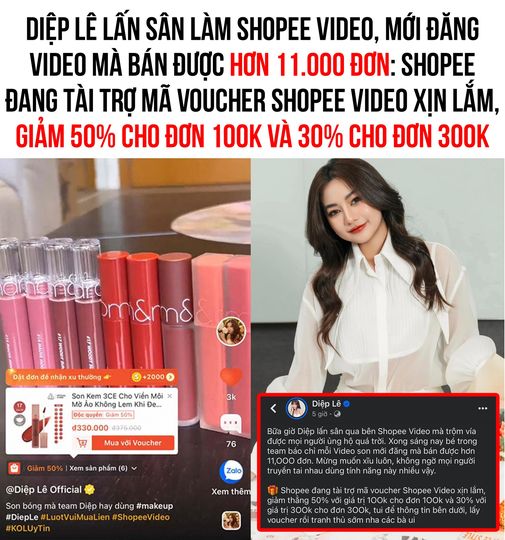 DIỆP LÊ LẤN SÂN LÀM SHOPEE VIDEO, MỚI ĐĂNG
VIDEO MÀ BÁN ĐƯỢC HƠN 11.000 ĐƠN: SHOPEE
ĐANG TÀI TRỢ MÃ VOUCHER SHOPEE VIDEO XỊN LẮM,
GIẢM 50% CHO ĐƠN 100K VÀ 30% CHO ĐƠN 300K
rom&nd
Đặt đơn để nhận xu thưởng
+2000 >
Son Kem 3CE Cho Viền Môi
Mờ Ảo Không Lem Khi Đe...
Độc quyền Giảm 50%
đ330.000 đ375.000
Mua với Voucher
17
3k
76
Zalo
Giảm 50% | Xem sản phẩm (6)
Xem thêm
@Diệp Lê Official
Son bóng mà team Diệp hay dùng #makeup
#DiepLe #LuotVuiMuaLien #ShopeeVideo
#KOLUyTin
Diệp Lê
5 giờ
Bữa giờ Diệp lấn sân qua bên Shopee Video mà trộm vía
được mọi người ủng hộ quá trời. Xong sáng nay bé trong
team báo chỉ mỗi Video son mới đăng mà bán được hơn
11,000 đơn. Mừng muốn xĩu luôn, không ngờ mọi người
truyền tai nhau dùng tính năng này nhiều vậy.
🎁 Shopee đang tài trợ mã voucher Shopee Video xịn lắm,
giảm thẳng 50% với giá trị 100k cho đơn 100k và 30% với
giá trị 300k cho đơn 300k, tui để thông tin bên dưới, lấy
voucher rồi tranh thủ sớm nha các bà ui